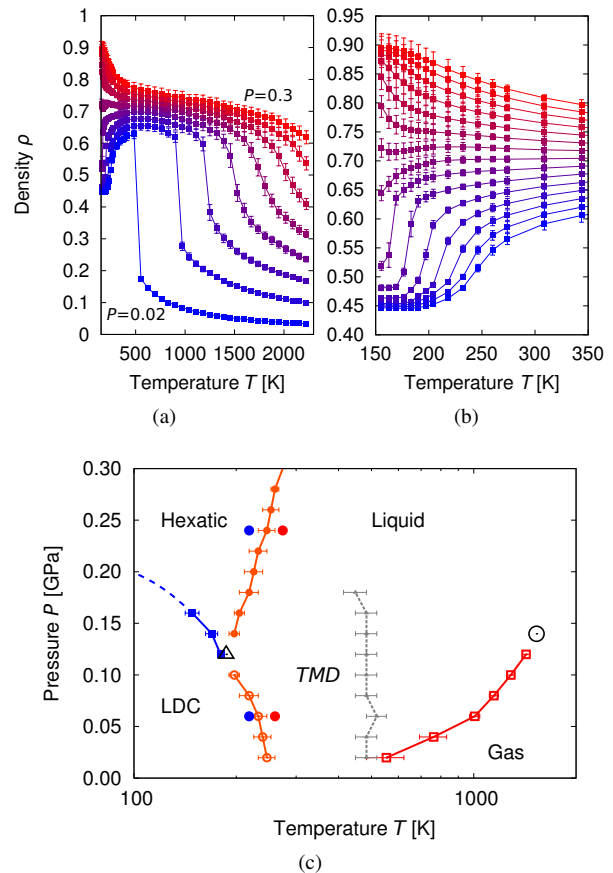 1
0.9
0.8
0.7
0.6
0.5
0.4
0.3
0.2
0.1
0
Density ρ
P=0.3
P=0.02
500 1000 1500 2000
Temperature T [K]
(a)
0.95
0.90
0.85
0.80
0.75
0.70
0.65
0.60
0.55
0.50
0.45
0.40
150 200 250 300 350
Temperature T [K]
(b)
0.30
0.25
0.20
0.15
0.10
0.05
0.00
Pressure P [GPa]
Hexatic
Liquid
LDC
TMD
Gas
100 1000
Temperature T [K]
(c)